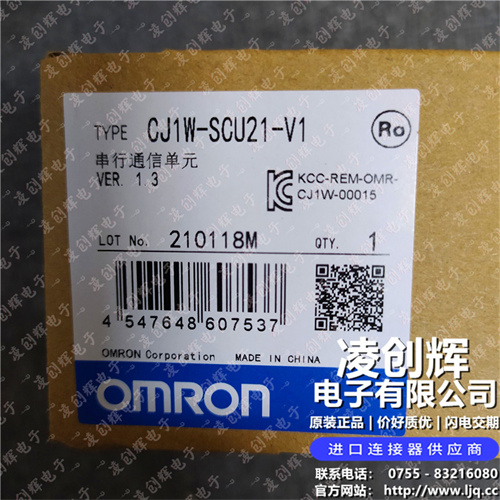 TYPE CJ1W-SCU21-V1
Ro
串行通信单元
VER. 1.3
KCC-REM-OMR-
CJ1W-00015
LOT No. 210118M QTY. 1
4 547648 607537
OMRON Corporation MADE IN CHINA
OMRON
凌创辉
电子有限公司
原装正品|价好质优|闪电交期
进口连接器供应商
联系电话: 0755 - 83216080
官方网站: http://www.ljq.cc
凌创辉电子